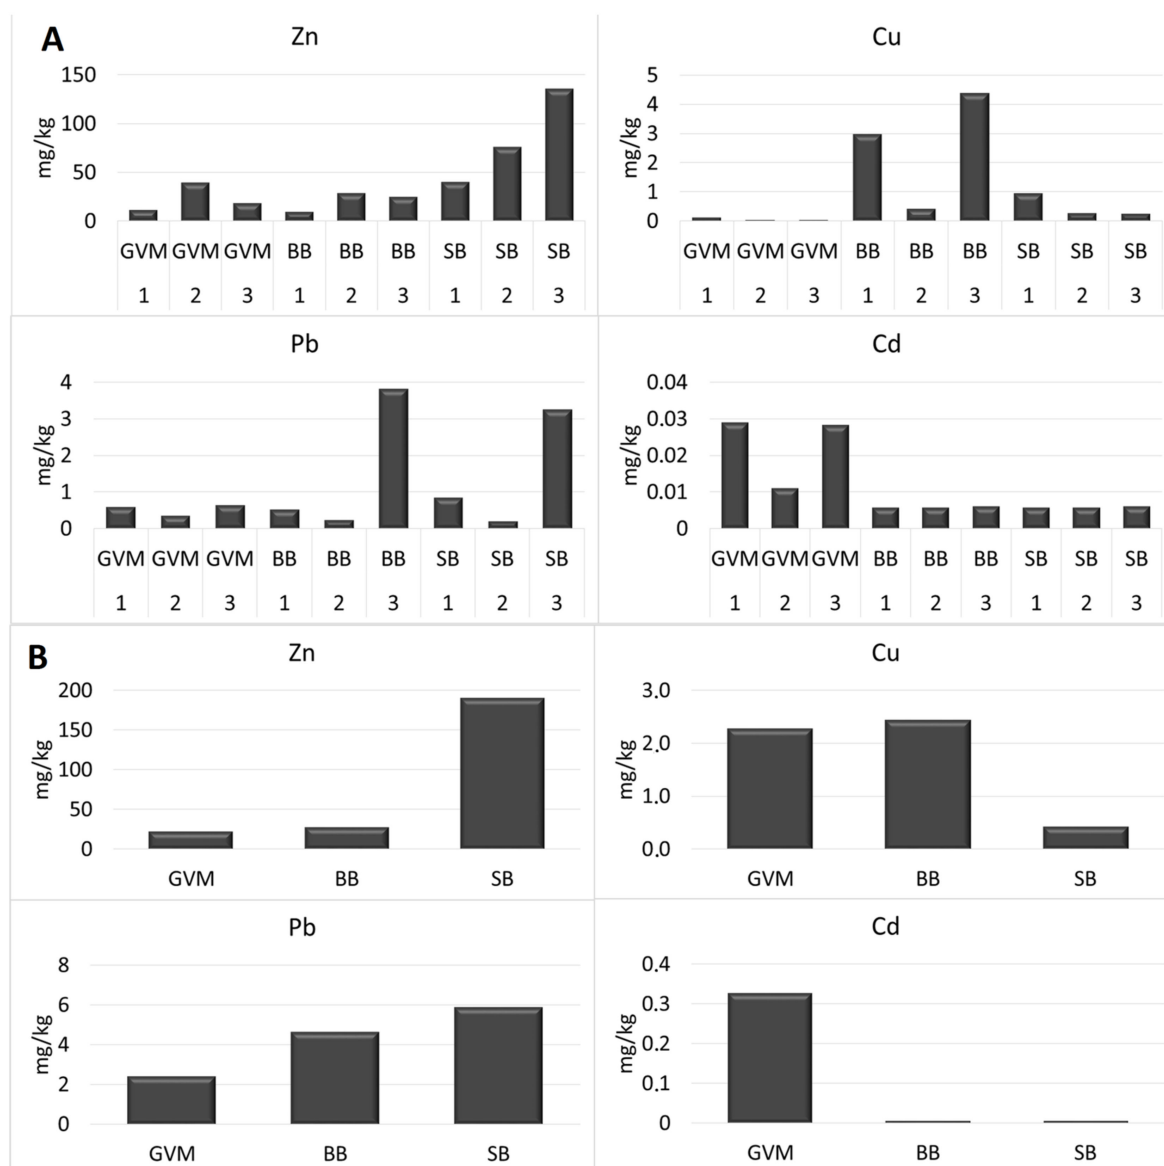 A
Zn
150
100
50
0
mg/kg
GVM GVM GVM BB BB BB SB SB SB
1 2 3 1 2 3 1 2 3
Cu
5
4
3
2
1
0
mg/kg
GVM GVM GVM BB BB BB SB SB SB
1 2 3 1 2 3 1 2 3
Pb
4
3
2
1
0
mg/kg
GVM GVM GVM BB BB BB SB SB SB
1 2 3 1 2 3 1 2 3
Cd
0.04
0.03
0.02
0.01
0
mg/kg
GVM GVM GVM BB BB BB SB SB SB
1 2 3 1 2 3 1 2 3
B
Zn
200
150
100
50
0
mg/kg
GVM BB SB
Cu
3.0
2.0
1.0
0.0
mg/kg
GVM BB SB
Pb
8
6
4
2
0
mg/kg
GVM BB SB
Cd
0.4
0.3
0.2
0.1
0
mg/kg
GVM BB SB